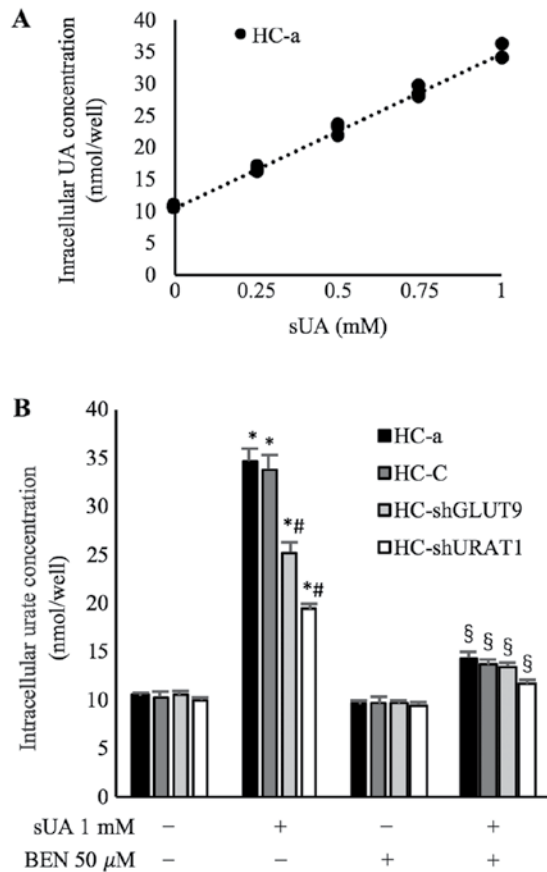 A
HC-a
Inracellular UA concentration
(nmol/well)
40
35
30
25
20
15
10
5
0
0 0.25 0.5 0.75 1
sUA (mM)
B
Intracellular urate concentration
(nmol/well)
40
35
30
25
20
15
10
5
0
* *
*#
*#
§ § § §
HC-a
HC-C
HC-shGLUT9
HC-shURAT1
sUA 1 mM − + − +
BEN 50 μM − − + +